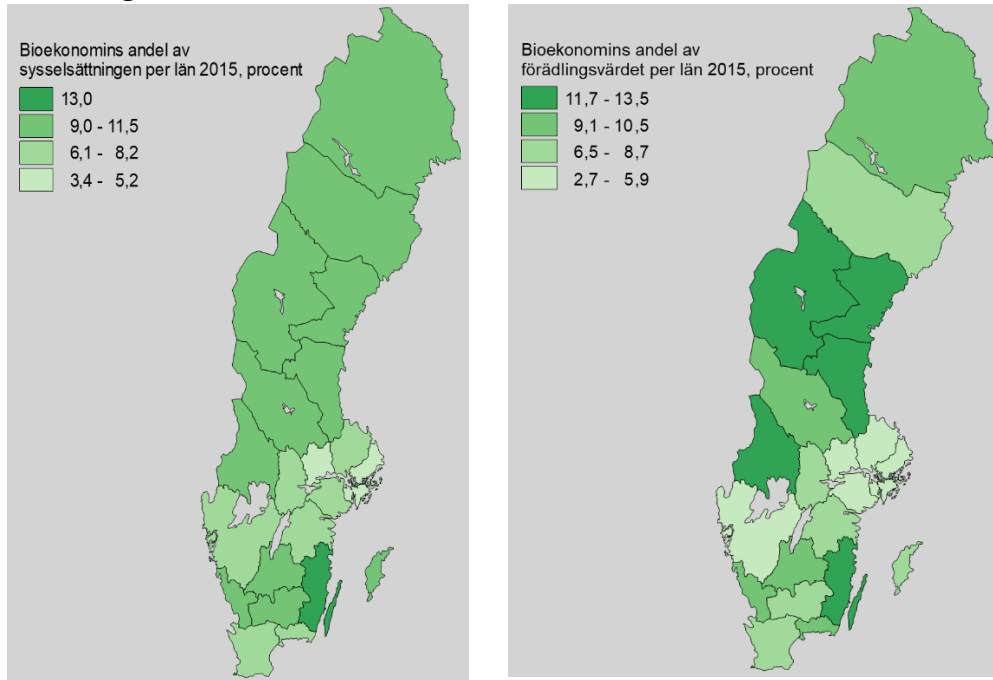 Bioekonomins andel av
sysselsättningen per län 2015, procent
13,0
9,0 - 11,5
6,1 - 8,2
3,4 - 5,2
Bioekonomins andel av
förädlingsvärdet per län 2015, procent
11,7 - 13,5
9,1 - 10,5
6,5 - 8,7
2,7 - 5,9